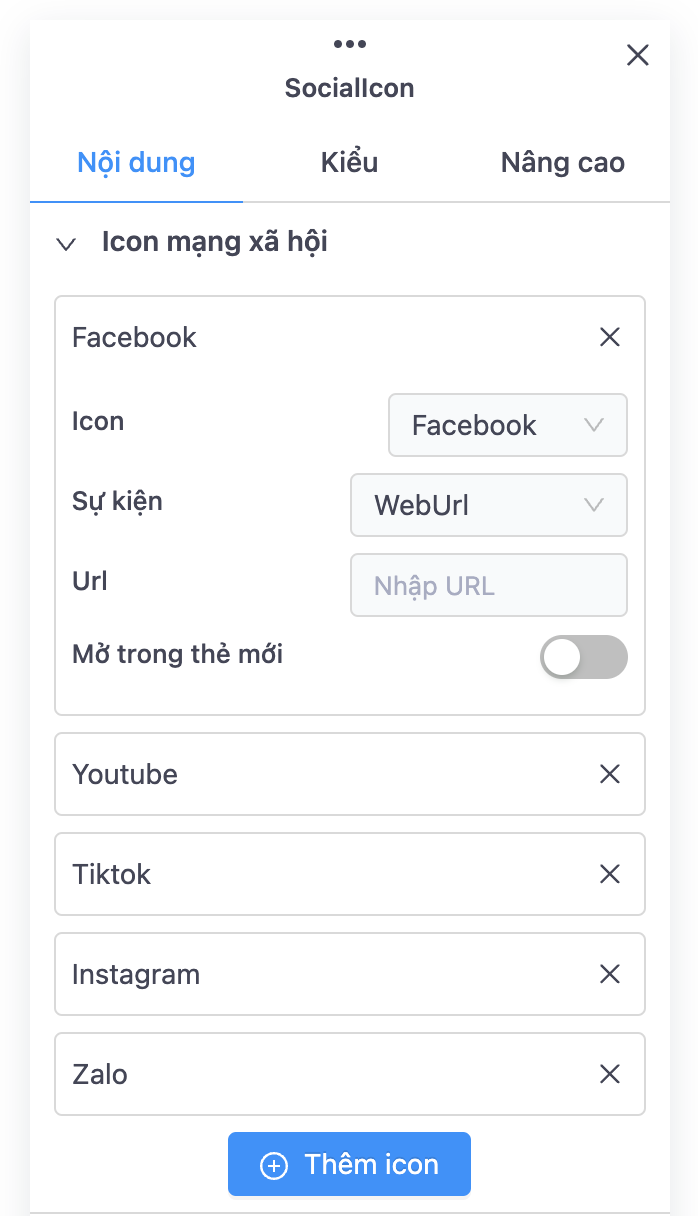 SocialIcon
Nội dung Kiểu Nâng cao
Icon mạng xã hội
Facebook
Icon Facebook
Sự kiện WebUrl
Url Nhập URL
Mở trong thẻ mới
Youtube
Tiktok
Instagram
Zalo
Thêm icon